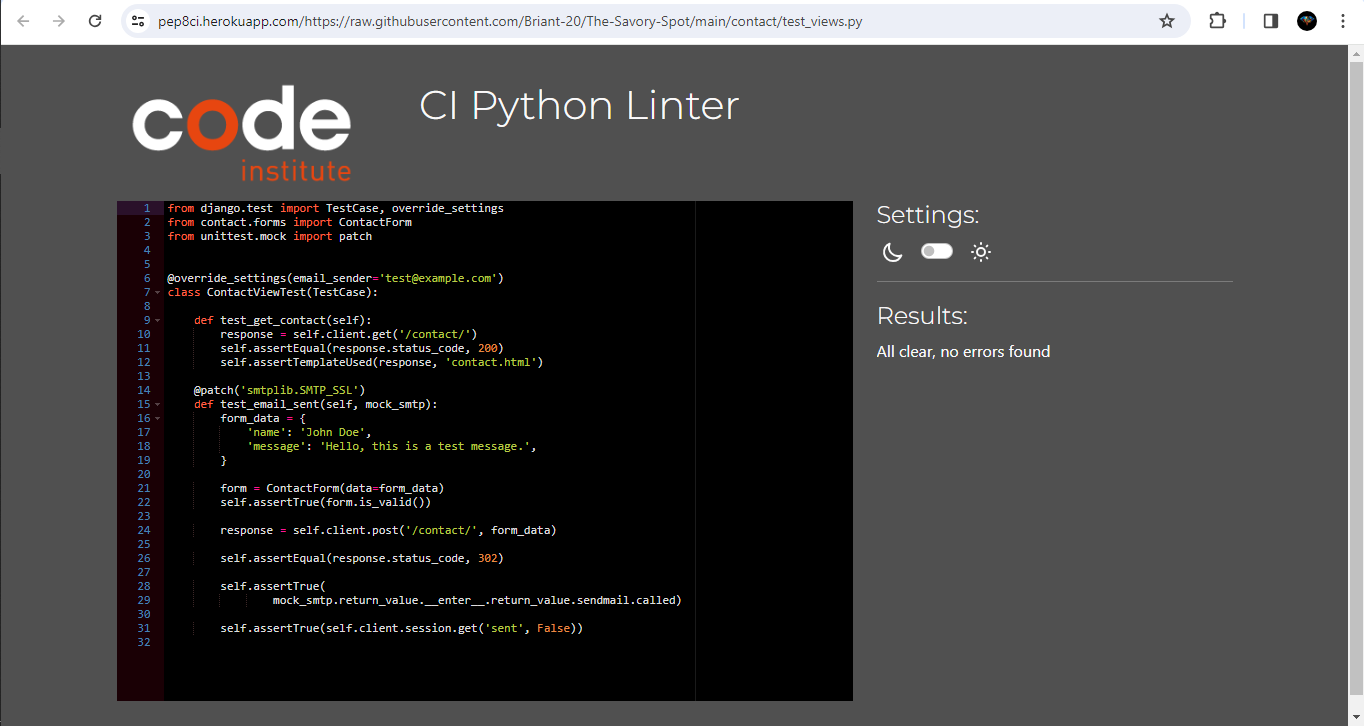 pep8ci.herokuapp.com/https://raw.githubusercontent.com/Briant-20/The-Savory-Spot/main/contact/test_views.py
code
institute
CI Python Linter
1 from django.test import TestCase, override_settings
2 from contact.forms import ContactForm
3 from unittest.mock import patch
4
5
6 @override_settings(email_sender='test@example.com')
7 class ContactViewTest(TestCase):
8
9 def test_get_contact(self):
10 response = self.client.get('/contact/')
11 self.assertEqual(response.status_code, 200)
12 self.assertTemplateUsed(response, 'contact.html')
13
14 @patch('smtplib.SMTP_SSL')
15 def test_email_sent(self, mock_smtp):
16 form_data = {
17 'name': 'John Doe',
18 'message': 'Hello, this is a test message.',
19 }
20
21 form = ContactForm(data=form_data)
22 self.assertTrue(form.is_valid())
23
24 response = self.client.post('/contact/', form_data)
25
26 self.assertEqual(response.status_code, 302)
27
28 self.assertTrue(
29 mock_smtp.return_value.__enter__.return_value.sendmail.called)
30
31 self.assertTrue(self.client.session.get('sent', False))
32
Settings:
Results:
All clear, no errors found